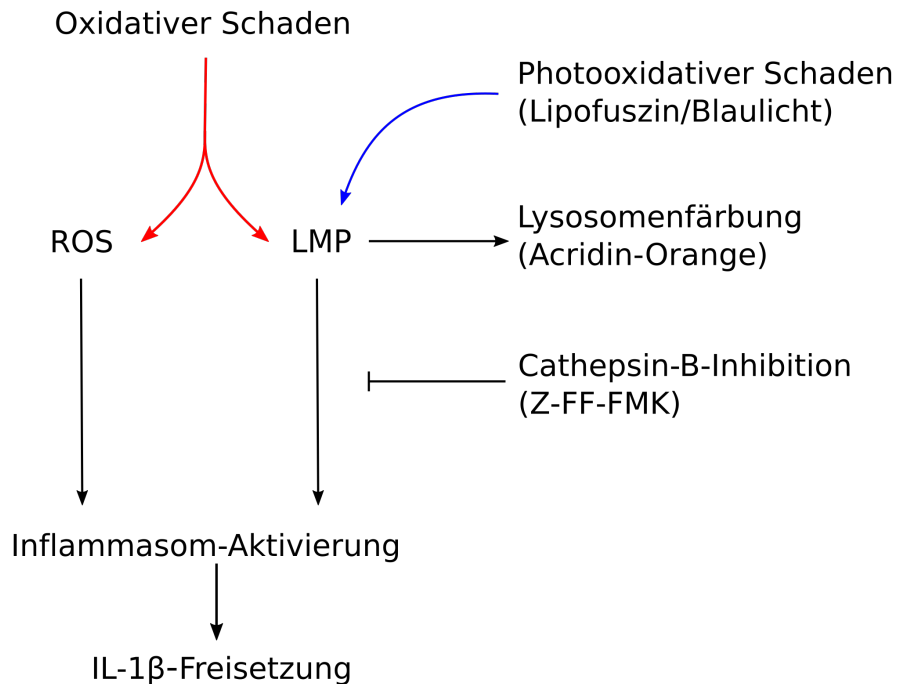 Oxidativer Schaden
Photooxidativer Schaden
(Lipofuszin/Blaulicht)
ROS
LMP
Lysosomenfärbung
(Acridin-Orange)
Cathepsin-B-Inhibition
(Z-FF-FMK)
Inflammasom-Aktivierung
IL-1β-Freisetzung